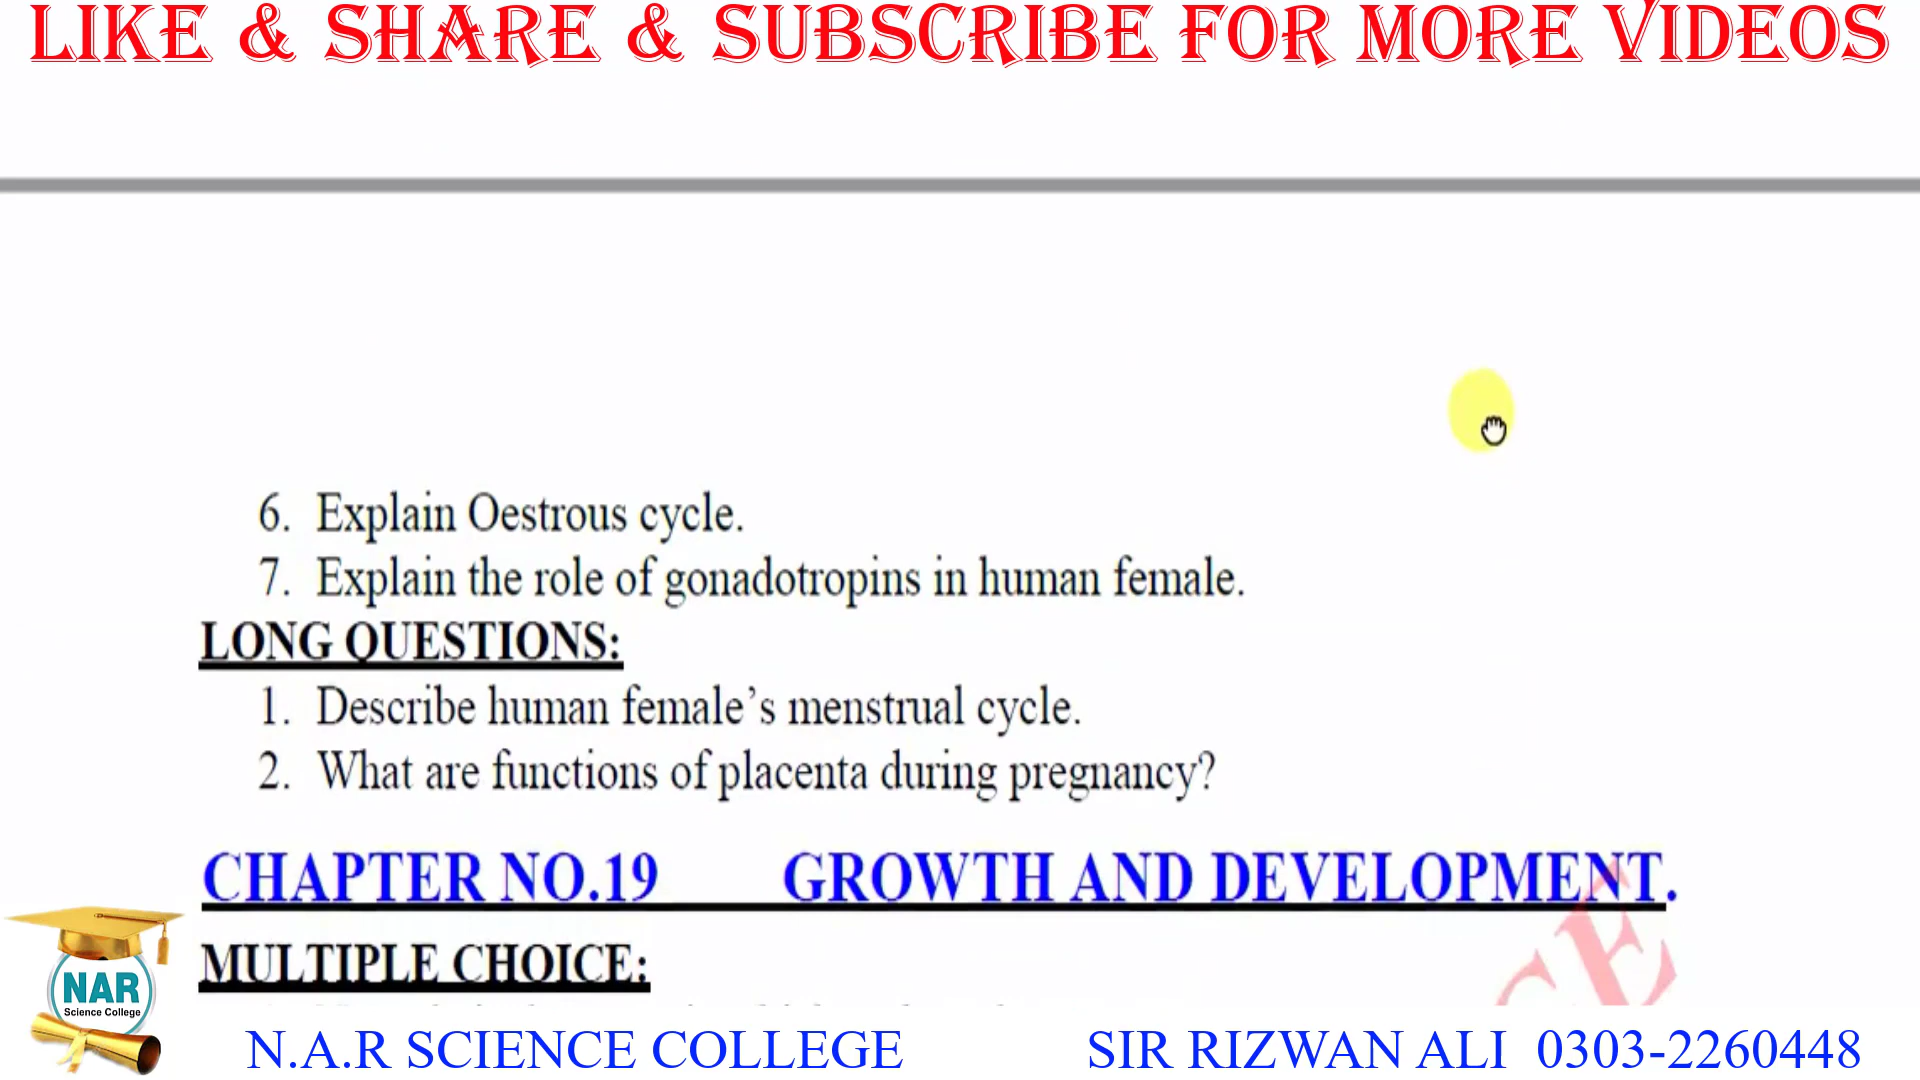 LIKE & SHARE & SUBSCRIBE FOR MORE VIDEOS
6. Explain Oestrous cycle.
7. Explain the role of gonadotropins in human female.
LONG QUESTIONS:
1. Describe human female’s menstrual cycle.
2. What are functions of placenta during pregnancy?
CHAPTER NO.19 GROWTH AND DEVELOPMENT.
MULTIPLE CHOICE:
NAR
Science College
N.A.R SCIENCE COLLEGE SIR RIZWAN ALI 0303-2260448